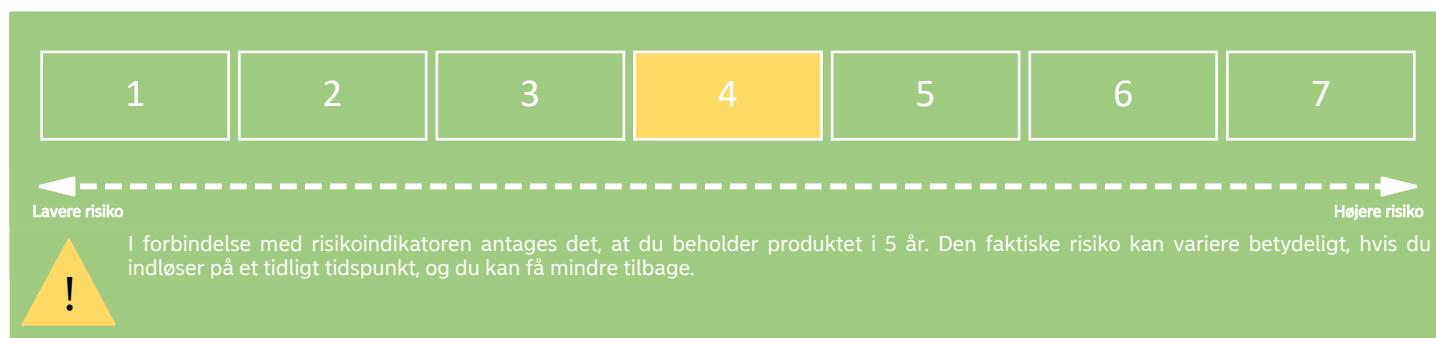 1 2 3 4 5 6 7
Lavere risiko Højere risiko
I forbindelse med risikoindikatoren antages det, at du beholder produktet i 5 år. Den faktiske risiko kan variere betydeligt, hvis du
indløser på et tidligt tidspunkt, og du kan få mindre tilbage.
!